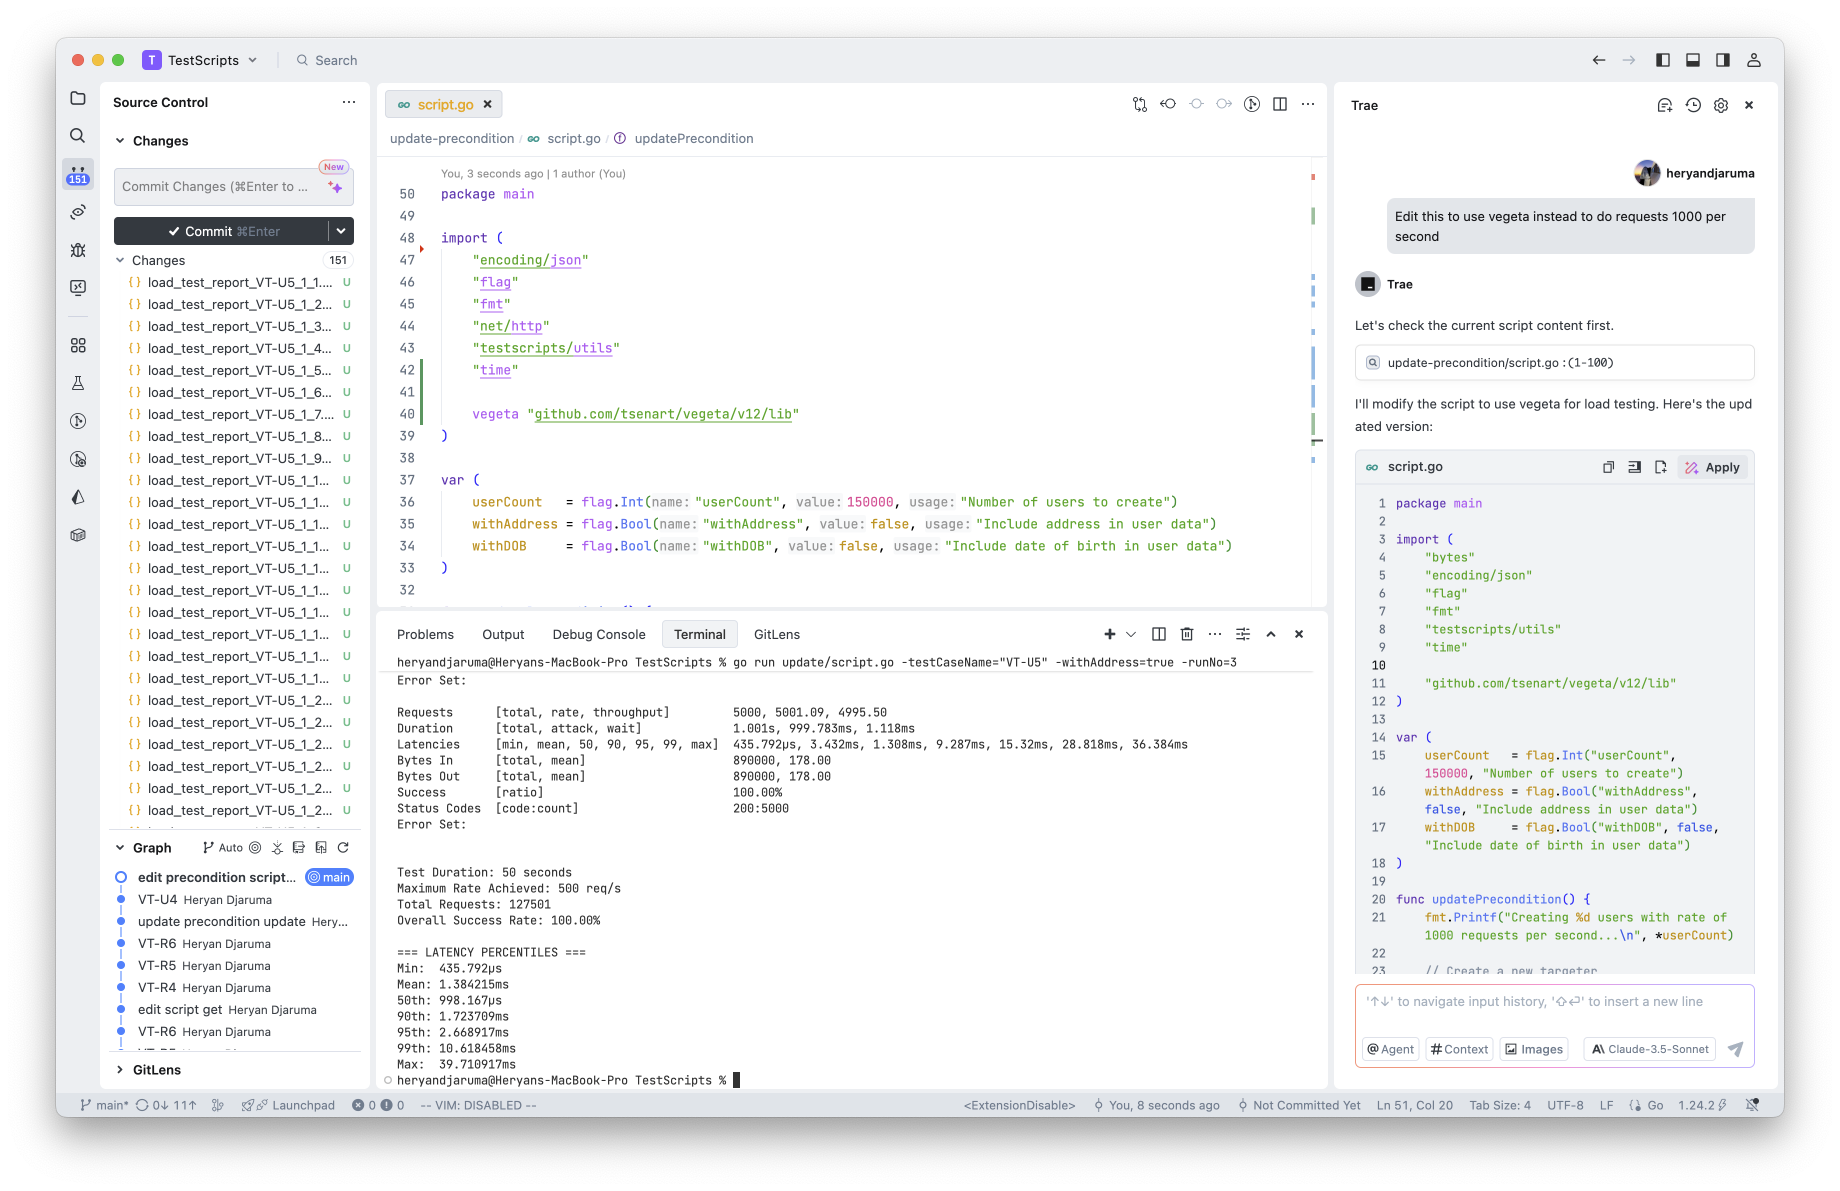 T TestScripts
Search
Source Control
Changes
New
Commit Changes (⌘Enter to ...
✓ Commit ⌘Enter
Changes 151
151
{} load_test_report_VT-U5_1_1.... U
{} load_test_report_VT-U5_1_2... U
{} load_test_report_VT-U5_1_3... U
{} load_test_report_VT-U5_1_4... U
{} load_test_report_VT-U5_1_5... U
{} load_test_report_VT-U5_1_6... U
{} load_test_report_VT-U5_1_7... U
{} load_test_report_VT-U5_1_8... U
{} load_test_report_VT-U5_1_9... U
{} load_test_report_VT-U5_1_1... U
{} load_test_report_VT-U5_1_1... U
{} load_test_report_VT-U5_1_1... U
{} load_test_report_VT-U5_1_1... U
{} load_test_report_VT-U5_1_1... U
{} load_test_report_VT-U5_1_1... U
{} load_test_report_VT-U5_1_1... U
{} load_test_report_VT-U5_1_1... U
{} load_test_report_VT-U5_1_1... U
{} load_test_report_VT-U5_1_1... U
{} load_test_report_VT-U5_1_2... U
{} load_test_report_VT-U5_1_2... U
{} load_test_report_VT-U5_1_2... U
{} load_test_report_VT-U5_1_2... U
{} load_test_report_VT-U5_1_2... U
{} load_test_report_VT-U5_1_2... U
Graph Auto
edit precondition script... main
VT-U4 Heryan Djaruma
update precondition update Hery...
VT-R6 Heryan Djaruma
VT-R5 Heryan Djaruma
VT-R4 Heryan Djaruma
edit script get Heryan Djaruma
VT-R6 Heryan Djaruma
GitLens
script.go
update-precondition / script.go / updatePrecondition
You, 3 seconds ago | 1 author (You)
50 package main
49
48 import (
47 "encoding/json"
46 "flag"
45 "fmt"
44 "net/http"
43 "testscripts/utils"
42 "time"
41
40 vegeta "github.com/tsenart/vegeta/v12/lib"
39 )
38
37 var (
36 userCount = flag.Int(name: "userCount", value: 150000, usage: "Number of users to create")
35 withAddress = flag.Bool(name: "withAddress", value: false, usage: "Include address in user data")
34 withDOB = flag.Bool(name: "withDOB", value: false, usage: "Include date of birth in user data")
33 )
32
Problems Output Debug Console Terminal GitLens
heryandjaruma@Heryans-MacBook-Pro TestScripts % go run update/script.go -testCaseName="VT-U5" -withAddress=true -runNo=3
Error Set:
Requests [total, rate, throughput] 5000, 5001.09, 4995.50
Duration [total, attack, wait] 1.001s, 999.783ms, 1.118ms
Latencies [min, mean, 50, 90, 95, 99, max] 435.792µs, 3.432ms, 1.308ms, 9.287ms, 15.32ms, 28.818ms, 36.384ms
Bytes In [total, mean] 890000, 178.00
Bytes Out [total, mean] 890000, 178.00
Success [ratio] 100.00%
Status Codes [code:count] 200:5000
Error Set:
Test Duration: 50 seconds
Maximum Rate Achieved: 500 req/s
Total Requests: 127501
Overall Success Rate: 100.00%
=== LATENCY PERCENTILES ===
Min: 435.792µs
Mean: 1.384215ms
50th: 998.167µs
90th: 1.723709ms
95th: 2.668917ms
99th: 10.618458ms
Max: 39.710917ms
heryandjaruma@Heryans-MacBook-Pro TestScripts %
Trae
heryandjaruma
Edit this to use vegeta instead to do requests 1000 per
second
Trae
Let's check the current script content first.
update-precondition/script.go :(1-100)
I'll modify the script to use vegeta for load testing. Here's the upd
ated version:
script.go Apply
1 package main
2
3 import (
4 "bytes"
5 "encoding/json"
6 "flag"
7 "fmt"
8 "testscripts/utils"
9 "time"
10
11 "github.com/tsenart/vegeta/v12/lib"
12 )
13
14 var (
15 userCount = flag.Int("userCount",
150000, "Number of users to create")
16 withAddress = flag.Bool("withAddress",
false, "Include address in user data")
17 withDOB = flag.Bool("withDOB", false,
"Include date of birth in user data")
18 )
19
20 func updatePrecondition() {
21 fmt.Printf("Creating %d users with rate of
1000 requests per second...\n", *userCount)
22
23 // Create a new targeter
'↑↓' to navigate input history, '⇧⏎' to insert a new line
@ Agent # Context Images Claude-3.5-Sonnet
main* 0↓ 11↑ Launchpad 0 0 -- VIM: DISABLED -- <ExtensionDisable> You, 8 seconds ago Not Committed Yet Ln 51, Col 20 Tab Size: 4 UTF-8 LF Go 1.24.2